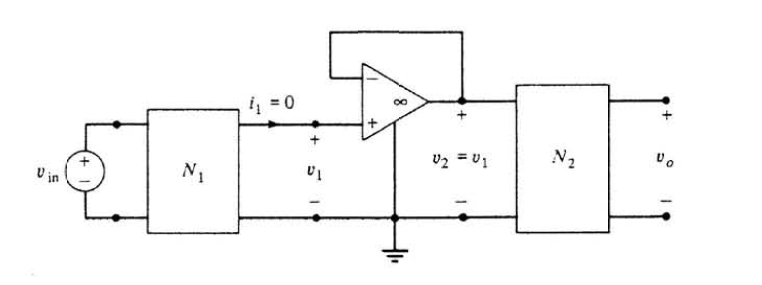 i₁ = 0
−
∞
+
+
−
v_in
N₁
+
v₁
−
+
v₂ = v₁
−
N₂
+
v_o
−